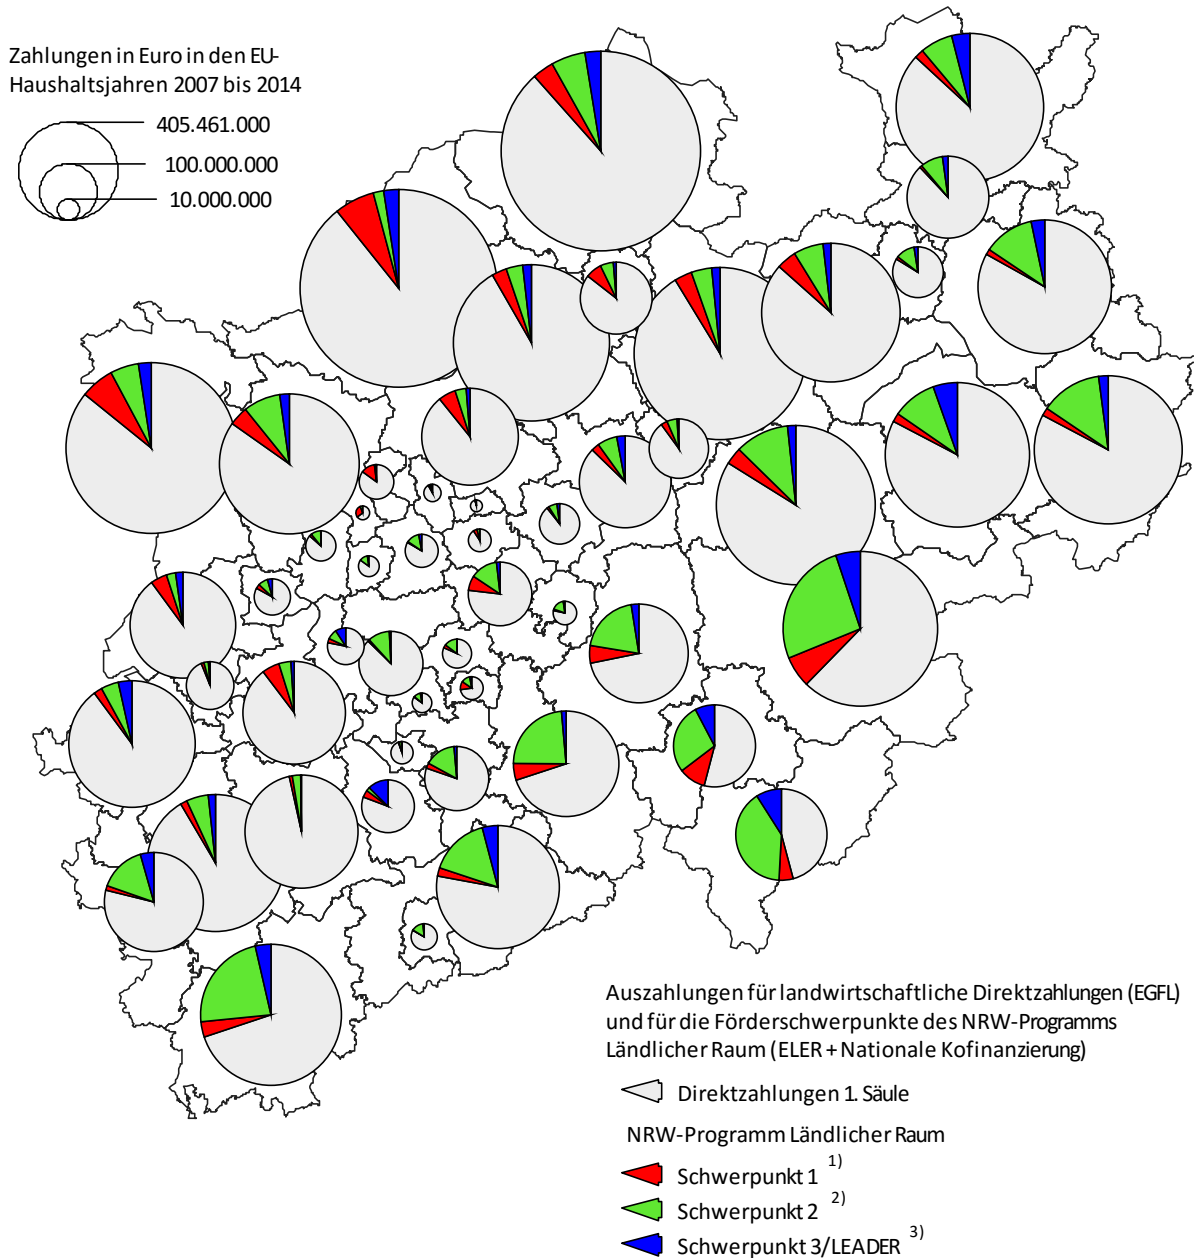 Zahlungen in Euro in den EU-
Haushaltsjahren 2007 bis 2014
405.461.000
100.000.000
10.000.000
Auszahlungen für landwirtschaftliche Direktzahlungen (EGFL)
und für die Förderschwerpunkte des NRW-Programms
Ländlicher Raum (ELER + Nationale Kofinanzierung)
Direktzahlungen 1. Säule
NRW-Programm Ländlicher Raum
Schwerpunkt 1 1)
Schwerpunkt 2 2)
Schwerpunkt 3/LEADER 3)